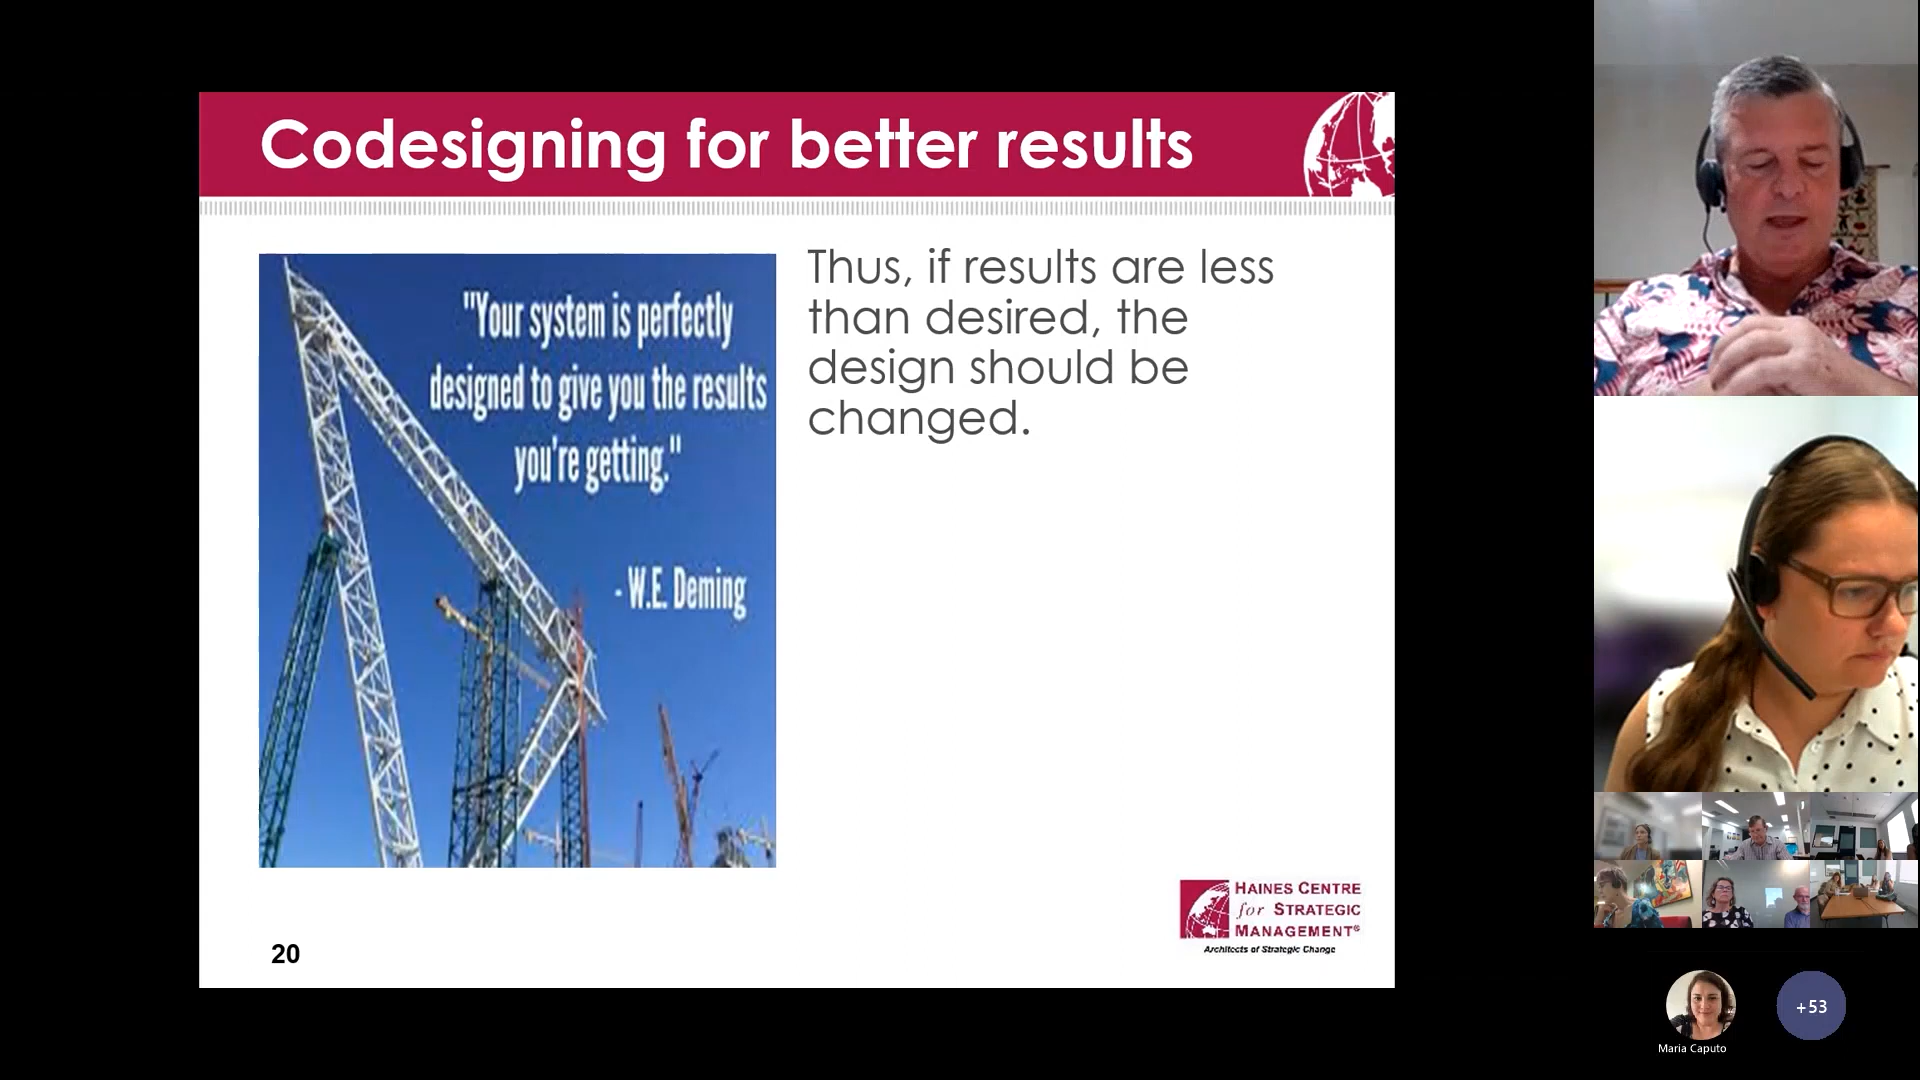 Codesigning for better results
"Your system is perfectly
designed to give you the results
you're getting."
- W.E. Deming
Thus, if results are less
than desired, the
design should be
changed.
HAINES CENTRE
for STRATEGIC
MANAGEMENT®
Architects of Strategic Change
20
+53
Maria Caputo